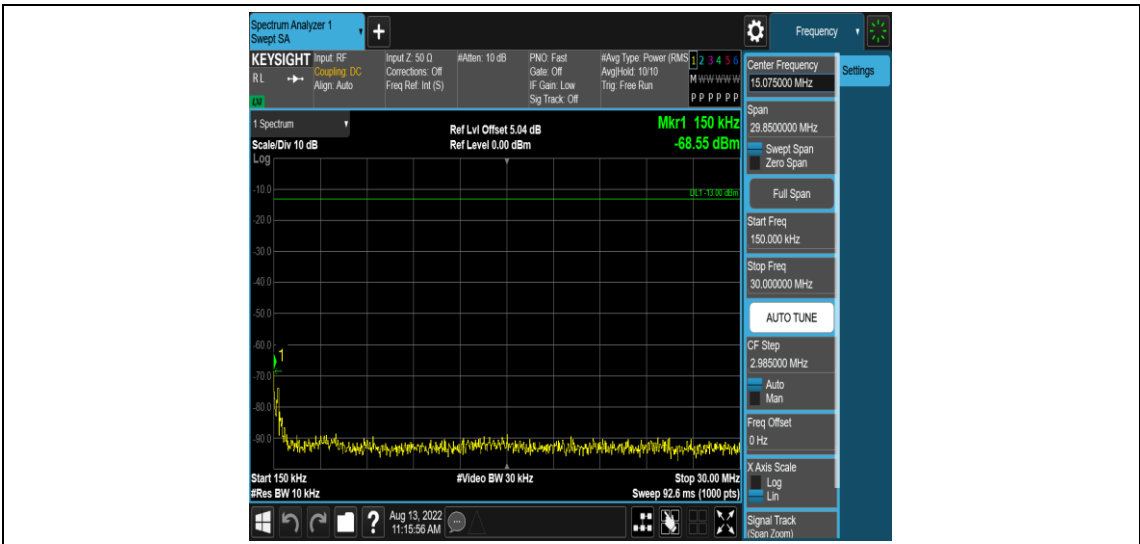 Spectrum Analyzer 1
Swept SA
+
Frequency
KEYSIGHT
RL
LXI
Input: RF
Coupling: DC
Align: Auto
Input Z: 50 Ω
Corrections: Off
Freq Ref: Int (S)
#Atten: 10 dB
PNO: Fast
Gate: Off
IF Gain: Low
Sig Track: Off
#Avg Type: Power (RMS
Avg|Hold: 10/10
Trig: Free Run
1 2 3 4 5 6
M W W W W W
P P P P P P
1 Spectrum
Scale/Div 10 dB
Log
Ref Lvl Offset 5.04 dB
Ref Level 0.00 dBm
Mkr1 150 kHz
-68.55 dBm
DL1 -13.00 dBm
-10.0
-20.0
-30.0
-40.0
-50.0
-60.0
1
-70.0
-80.0
-90.0
Start 150 kHz
#Res BW 10 kHz
#Video BW 30 kHz
Stop 30.00 MHz
Sweep 92.6 ms (1000 pts)
?
Aug 13, 2022
11:15:56 AM
Center Frequency
15.075000 MHz
Span
29.8500000 MHz
Swept Span
Zero Span
Full Span
Start Freq
150.000 kHz
Stop Freq
30.000000 MHz
AUTO TUNE
CF Step
2.985000 MHz
Auto
Man
Freq Offset
0 Hz
X Axis Scale
Log
Lin
Signal Track
(Span Zoom)
Settings